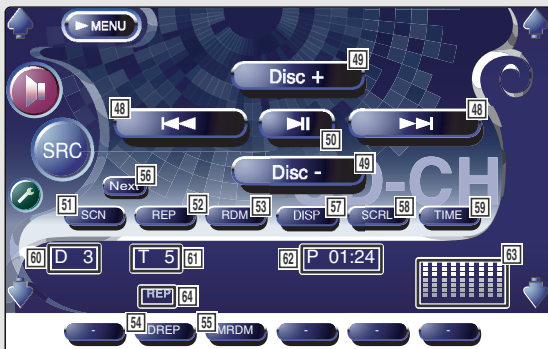 MENU
49
Disc +
48
48
50
SRC
49
Disc -
CD-CH
56
Next
51
52
53
57
58
59
SCN
REP
RDM
DISP
SCRL
TIME
60
D 3
T 5
61
62
P 01:24
63
REP
64
54
55
-
DREP
MRDM
-
-
-